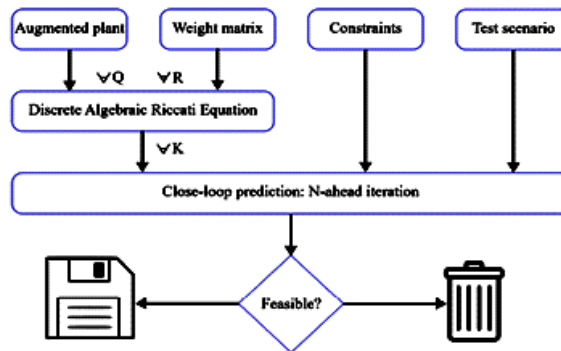 Augmented plant
Weight matrix
Constraints
Test scenario
∀Q
∀R
Discrete Algebraic Riccati Equation
∀K
Close-loop prediction: N-ahead iteration
Feasible?